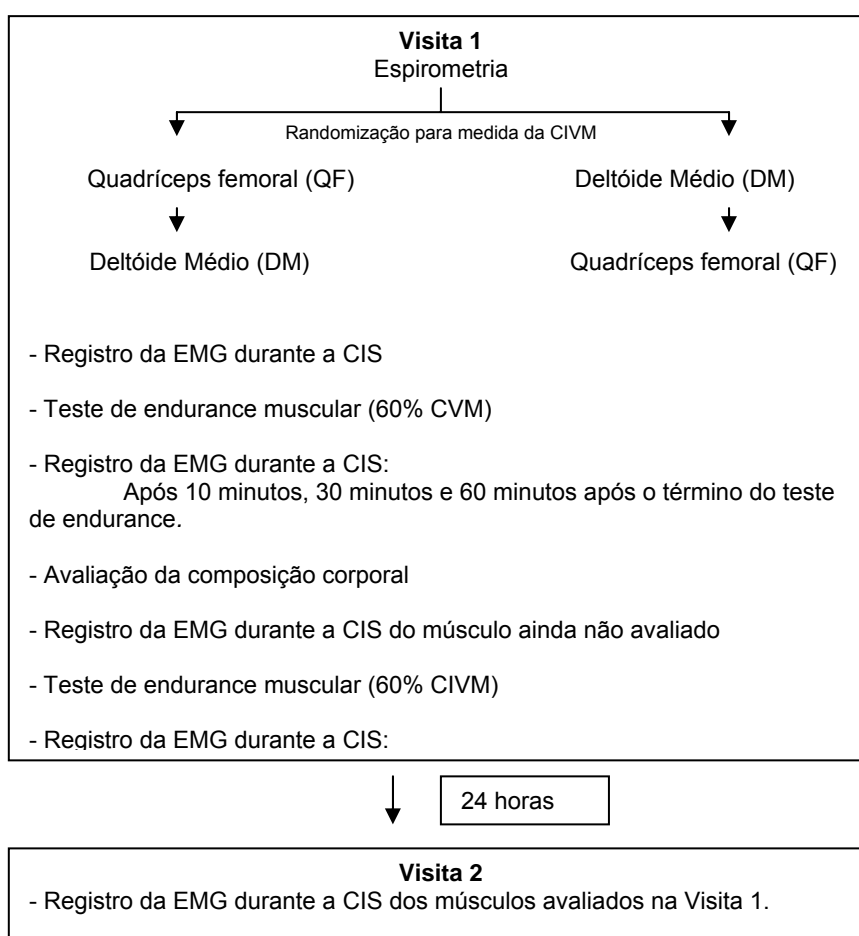 Visita 1
Espirometria
Randomização para medida da CIVM
Quadríceps femoral (QF)
Deltóide Médio (DM)
Deltóide Médio (DM)
Quadríceps femoral (QF)
- Registro da EMG durante a CIS
- Teste de endurance muscular (60% CVM)
- Registro da EMG durante a CIS:
Após 10 minutos, 30 minutos e 60 minutos após o término do teste
de endurance.
- Avaliação da composição corporal
- Registro da EMG durante a CIS do músculo ainda não avaliado
- Teste de endurance muscular (60% CIVM)
- Registro da EMG durante a CIS:
24 horas
Visita 2
- Registro da EMG durante a CIS dos músculos avaliados na Visita 1.